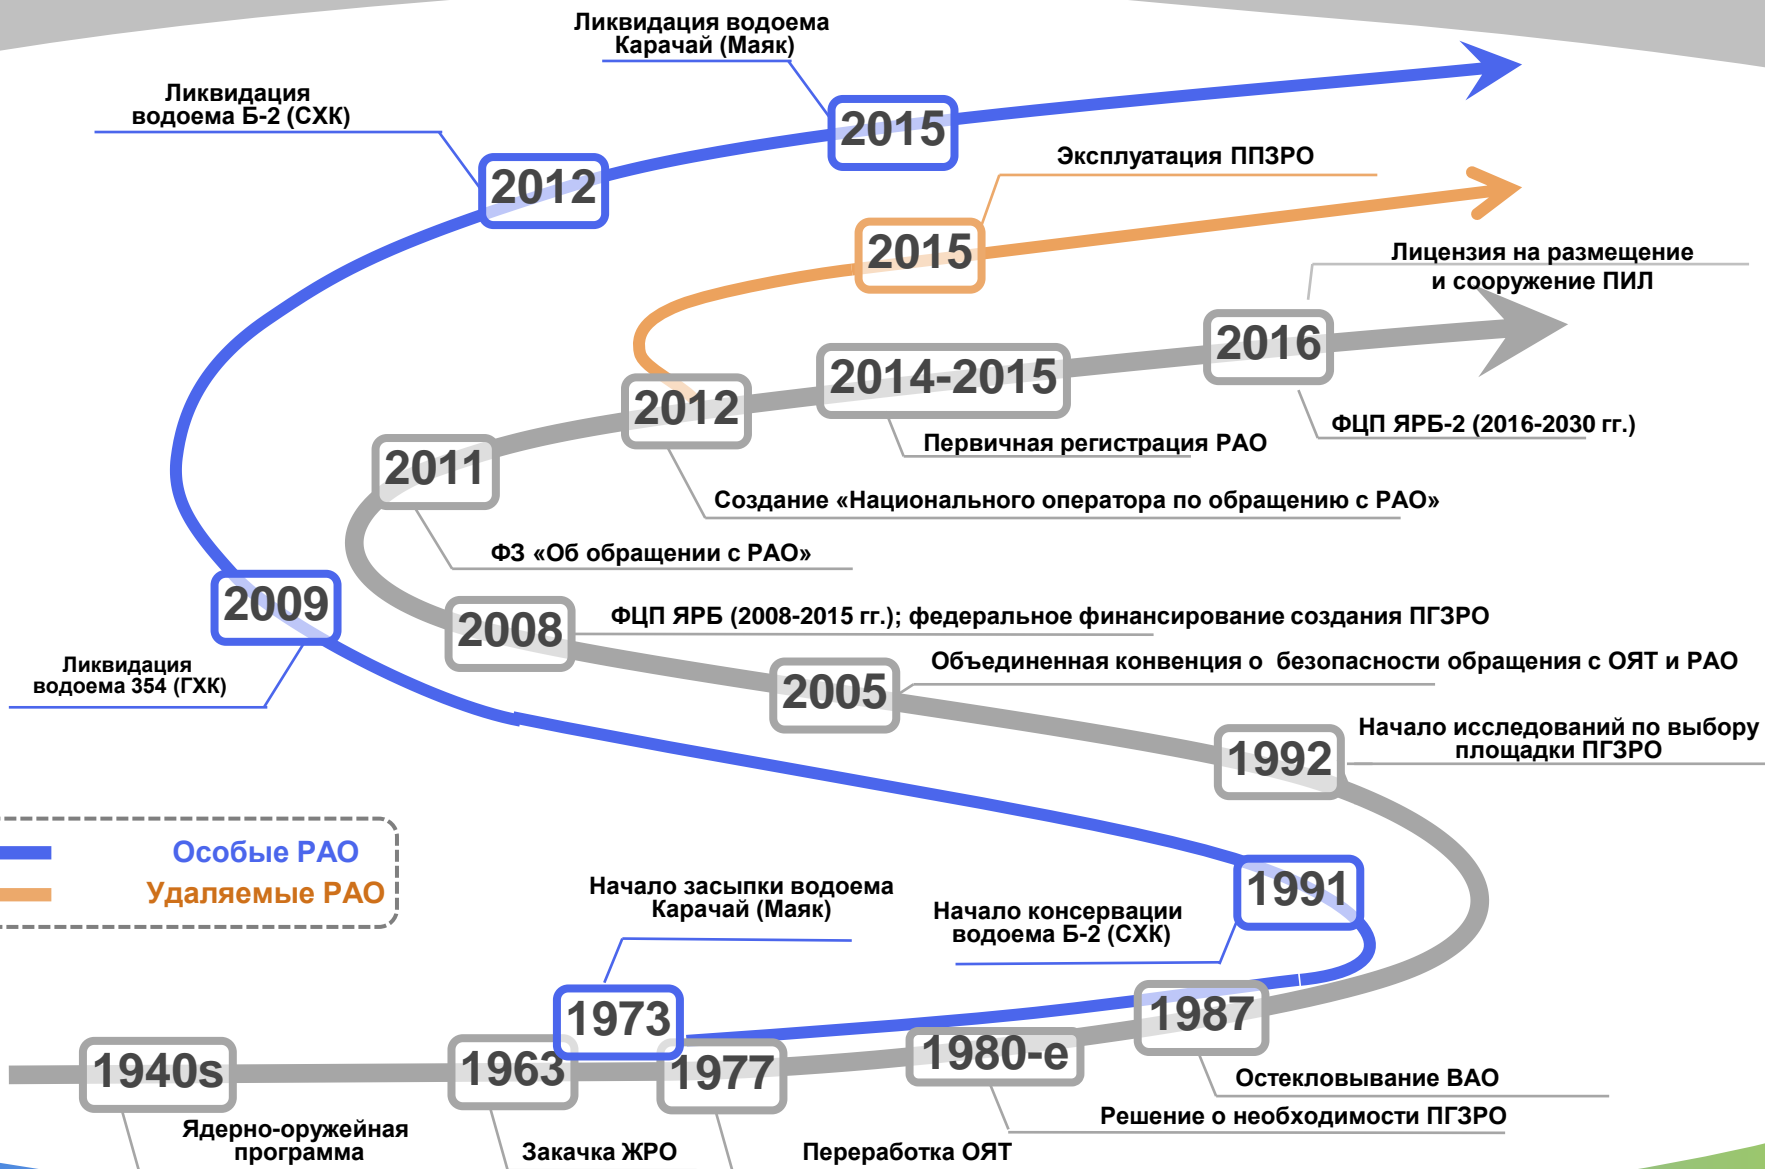 Ликвидация водоема
Карачай (Маяк)
Ликвидация
водоема Б-2 (СХК)
2015
2012
Эксплуатация ППЗРО
2015
Лицензия на размещение
и сооружение ПИЛ
2016
2014-2015
2012
ФЦП ЯРБ-2 (2016-2030 гг.)
Первичная регистрация РАО
2011
Создание «Национального оператора по обращению с РАО»
ФЗ «Об обращении с РАО»
2009
2008
ФЦП ЯРБ (2008-2015 гг.); федеральное финансирование создания ПГЗРО
Ликвидация
водоема 354 (ГХК)
Объединенная конвенция о  безопасности обращения с ОЯТ и РАО
2005
Начало исследований по выбору
площадки ПГЗРО
1992
Особые РАО
Удаляемые РАО
Начало засыпки водоема
Карачай (Маяк)
1991
Начало консервации
водоема Б-2 (СХК)
1973
1987
1940s
1963
1977
1980-е
Остекловывание ВАО
Решение о необходимости ПГЗРО
Ядерно-оружейная
программа
Закачка ЖРО
Переработка ОЯТ